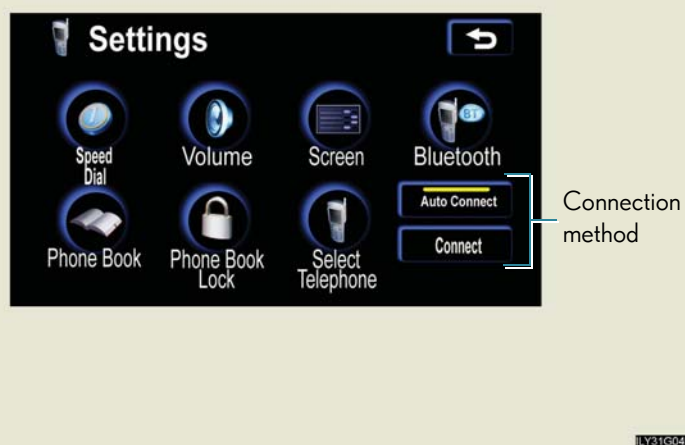 Settings
Speed
Dial
Volume
Screen
Bluetooth
BT
Auto Connect
Connect
Phone Book
Phone Book
Lock
Select
Telephone
Connection
method
ILY31G04